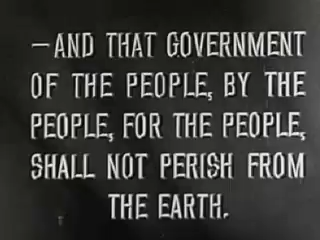 —AND THAT GOVERNMENT
OF THE PEOPLE, BY THE
PEOPLE, FOR THE PEOPLE,
SHALL NOT PERISH FROM
THE EARTH.